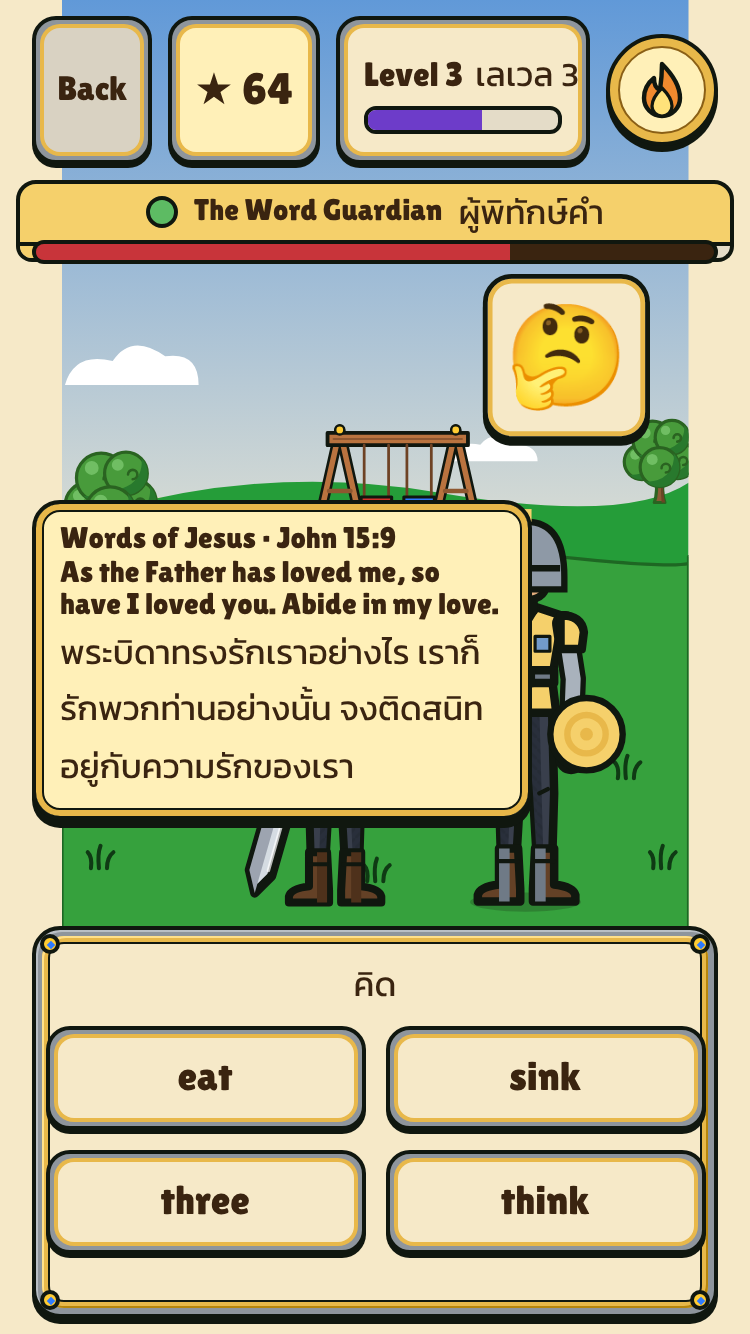 Back
★ 64
Level 3 เลเวล 3
The Word Guardian ผู้พิทักษ์คำ
Words of Jesus · John 15:9
As the Father has loved me, so
have I loved you. Abide in my love.
พระบิดาทรงรักเราอย่างไร เราก็
รักพวกท่านอย่างนั้น จงติดสนิท
อยู่กับความรักของเรา
คิด
eat
sink
three
think